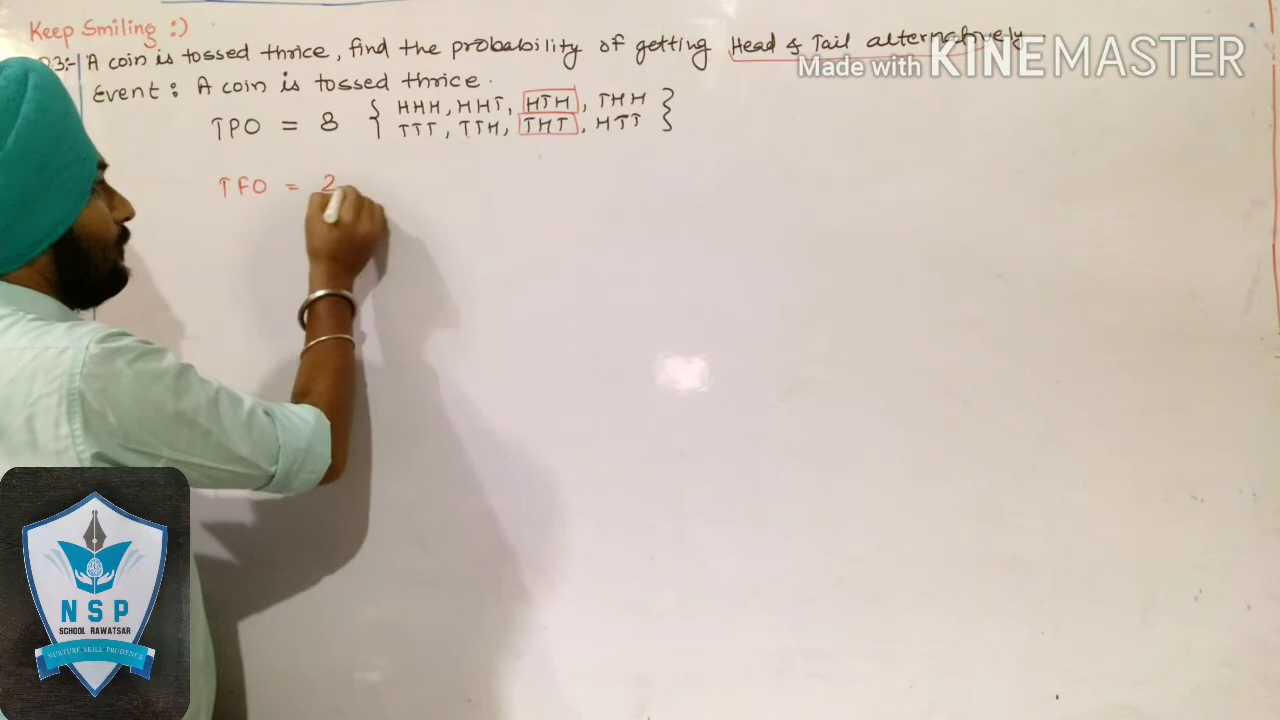 Keep Smiling :)
Q3:- A coin is tossed thrice, find the probability of getting Head & Tail alternatively
Made with KINEMASTER
Event: A coin is tossed thrice.
TPO = 8 { HHH, HHT, HTH, THH
TTT, TTH, THT, HTT }
TFO = 2
NSP
SCHOOL RAWATSAR
NURTURE SKILL PRUDENCE